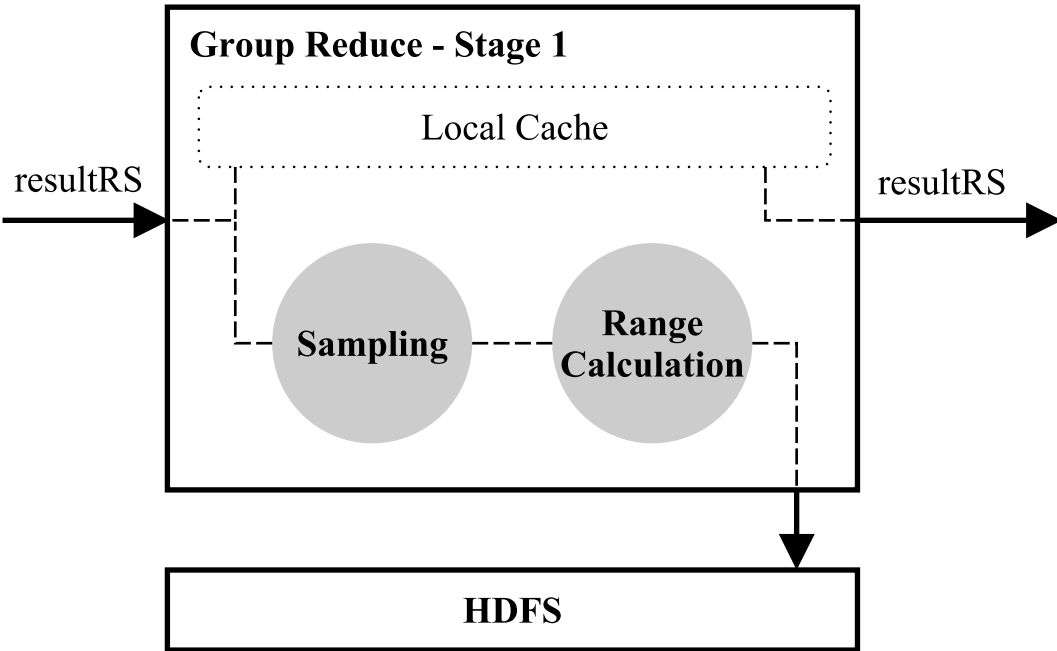 Group Reduce - Stage 1
Local Cache
resultRS
resultRS
Sampling
Range
Calculation
HDFS